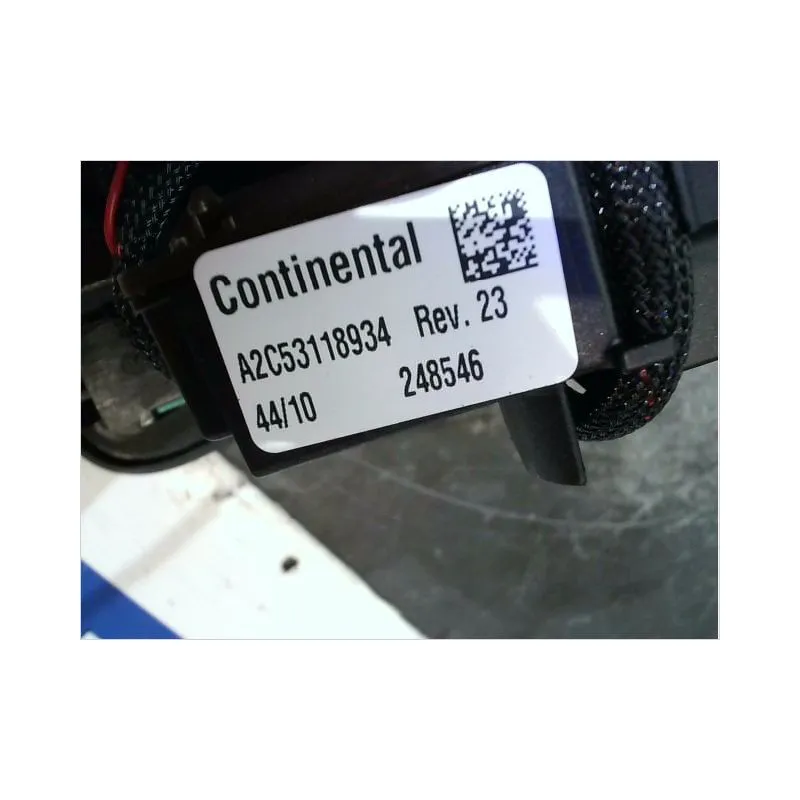 Continental
A2C53118934 Rev. 23
44/10 248546